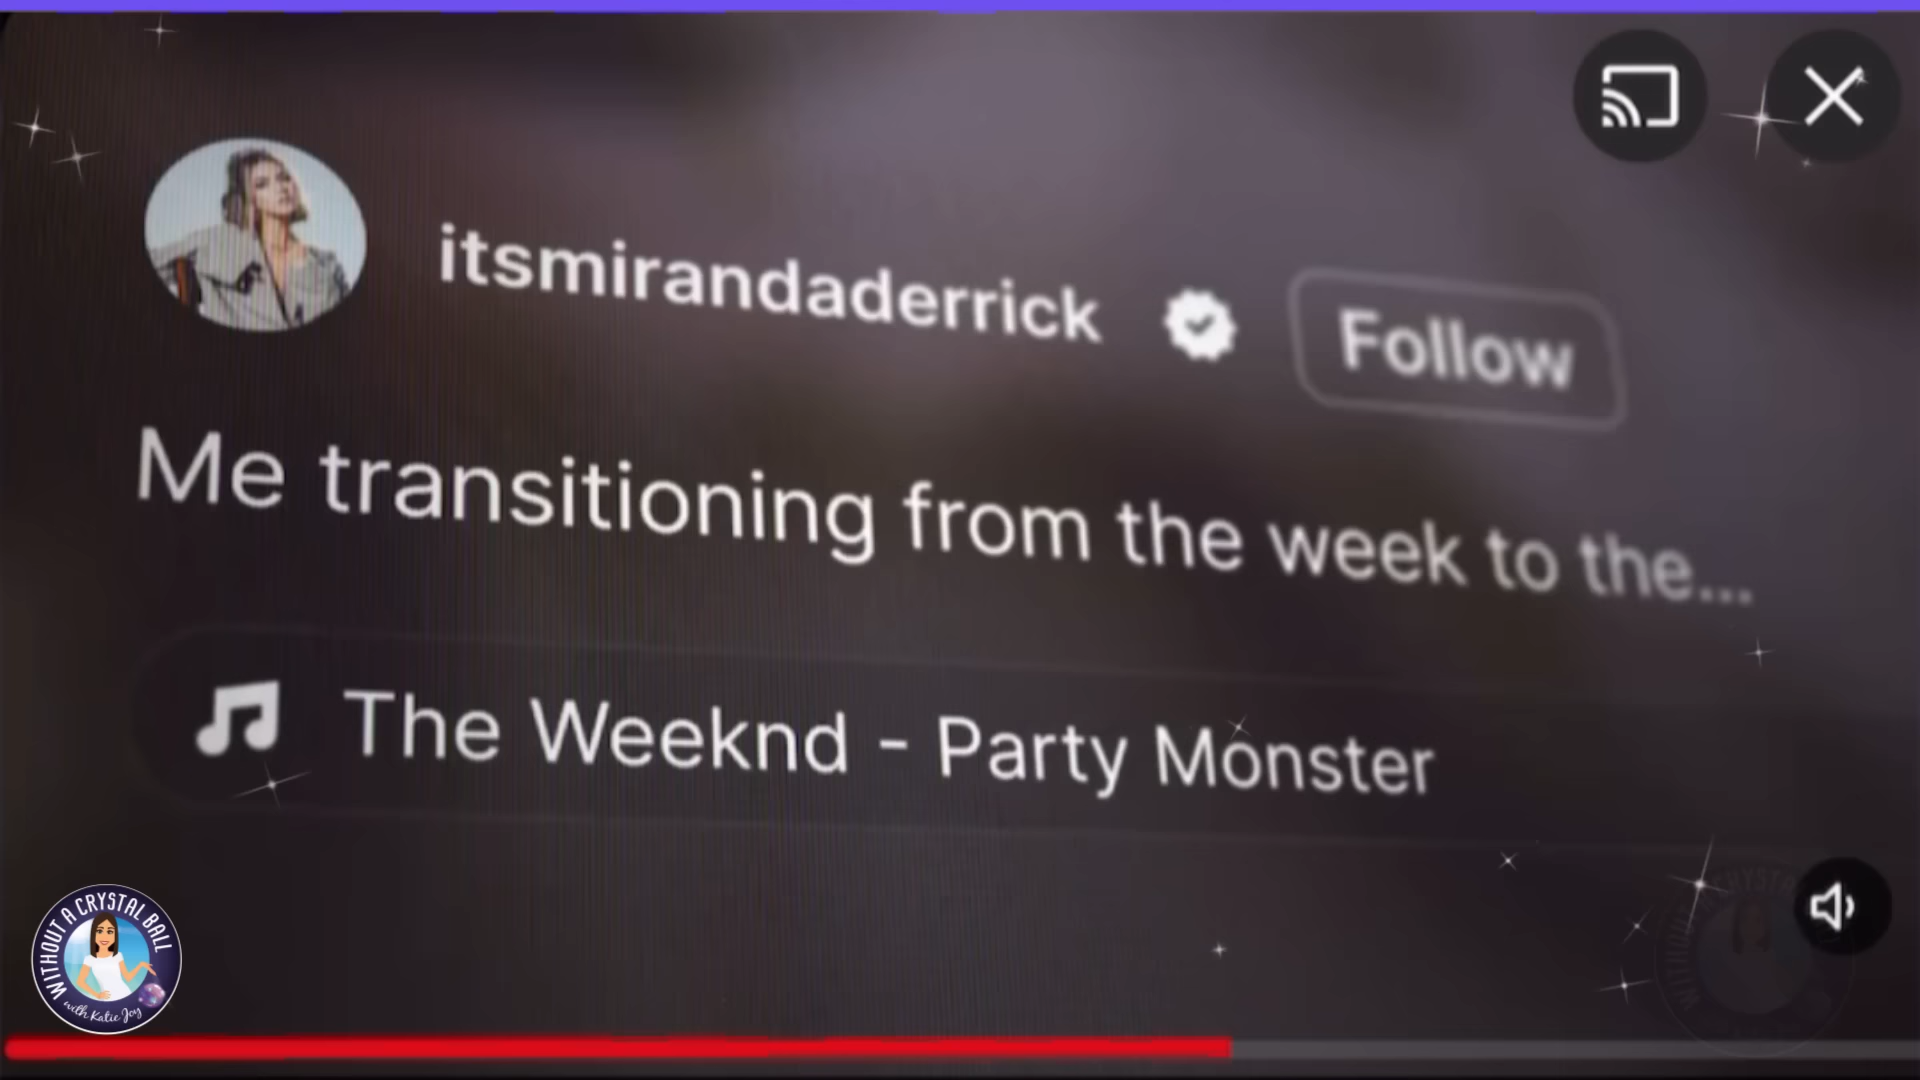 itsmirandaderrick
Follow
Me transitioning from the week to the...
The Weeknd - Party Monster
WITHOUT A CRYSTAL BALL
with Katie Joy